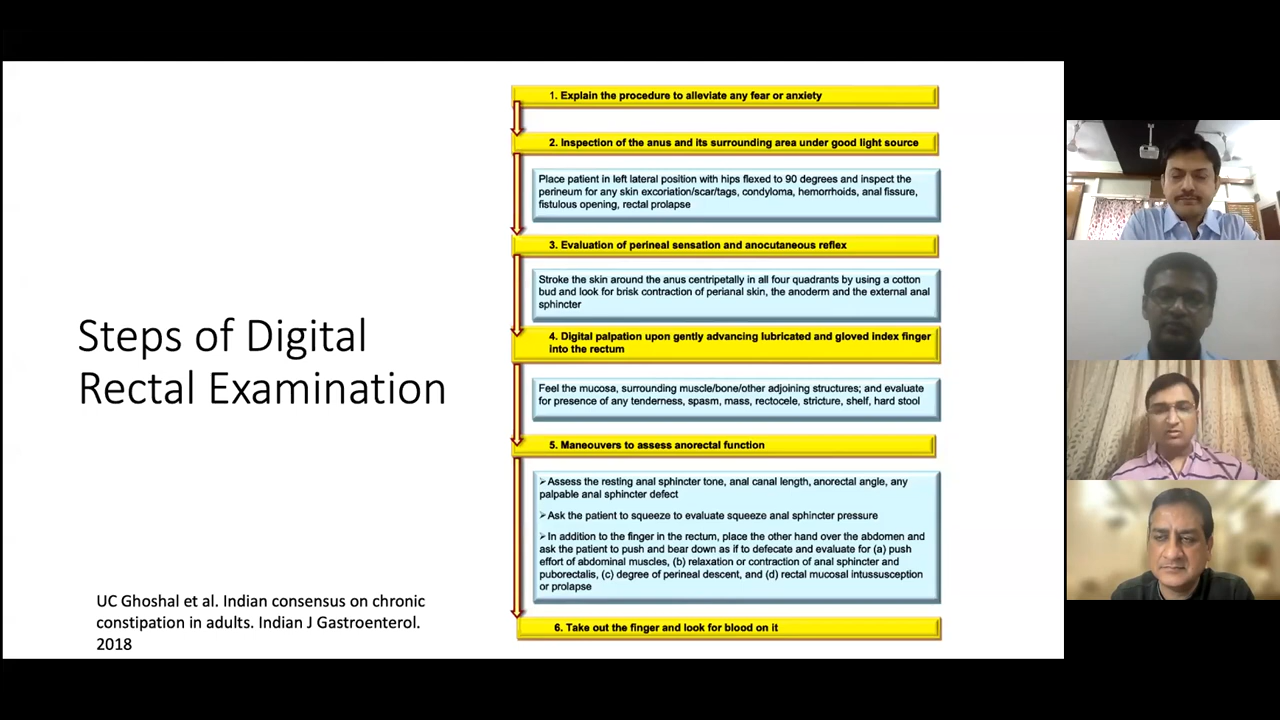 Steps of Digital
Rectal Examination
UC Ghoshal et al. Indian consensus on chronic
constipation in adults. Indian J Gastroenterol.
2018
1. Explain the procedure to alleviate any fear or anxiety
2. Inspection of the anus and its surrounding area under good light source
Place patient in left lateral position with hips flexed to 90 degrees and inspect the
perineum for any skin excoriation/scar/tags, condyloma, hemorrhoids, anal fissure,
fistulous opening, rectal prolapse
3. Evaluation of perineal sensation and anocutaneous reflex
Stroke the skin around the anus centripetally in all four quadrants by using a cotton
bud and look for brisk contraction of perianal skin, the anoderm and the external anal
sphincter
4. Digital palpation upon gently advancing lubricated and gloved index finger
into the rectum
Feel the mucosa, surrounding muscle/bone/other adjoining structures; and evaluate
for presence of any tenderness, spasm, mass, rectocele, stricture, shelf, hard stool
5. Maneouvers to assess anorectal function
➢Assess the resting anal sphincter tone, anal canal length, anorectal angle, any
palpable anal sphincter defect
➢Ask the patient to squeeze to evaluate squeeze anal sphincter pressure
➢In addition to the finger in the rectum, place the other hand over the abdomen and
ask the patient to push and bear down as if to defecate and evaluate for (a) push
effort of abdominal muscles, (b) relaxation or contraction of anal sphincter and
puborectalis, (c) degree of perineal descent, and (d) rectal mucosal intussusception
or prolapse
6. Take out the finger and look for blood on it